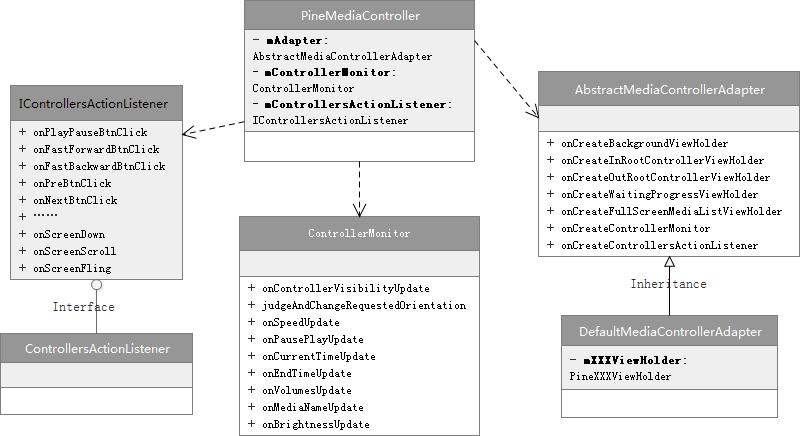 PineMediaController
- mAdapter:
AbstractMediaControllerAdapter
- mControllerMonitor:
ControllerMonitor
- mControllersActionListener:
IControllersActionListener
IControllersActionListener
+ onPlayPauseBtnClick
+ onFastForwardBtnClick
+ onFastBackwardBtnClick
+ onPreBtnClick
+ onNextBtnClick
+ ……
+ onScreenDown
+ onScreenScroll
+ onScreenFling
Interface
ControllersActionListener
ControllerMonitor
+ onControllerVisibilityUpdate
+ judgeAndChangeRequestedOrientation
+ onSpeedUpdate
+ onPausePlayUpdate
+ onCurrentTimeUpdate
+ onEndTimeUpdate
+ onVolumesUpdate
+ onMediaNameUpdate
+ onBrightnessUpdate
AbstractMediaControllerAdapter
+ onCreateBackgroundViewHolder
+ onCreateInRootControllerViewHolder
+ onCreateOutRootControllerViewHolder
+ onCreateWaitingProgressViewHolder
+ onCreateFullScreenMediaListViewHolder
+ onCreateControllerMonitor
+ onCreateControllersActionListener
Inheritance
DefaultMediaControllerAdapter
- mXXXViewHolder:
PineXXXViewHolder